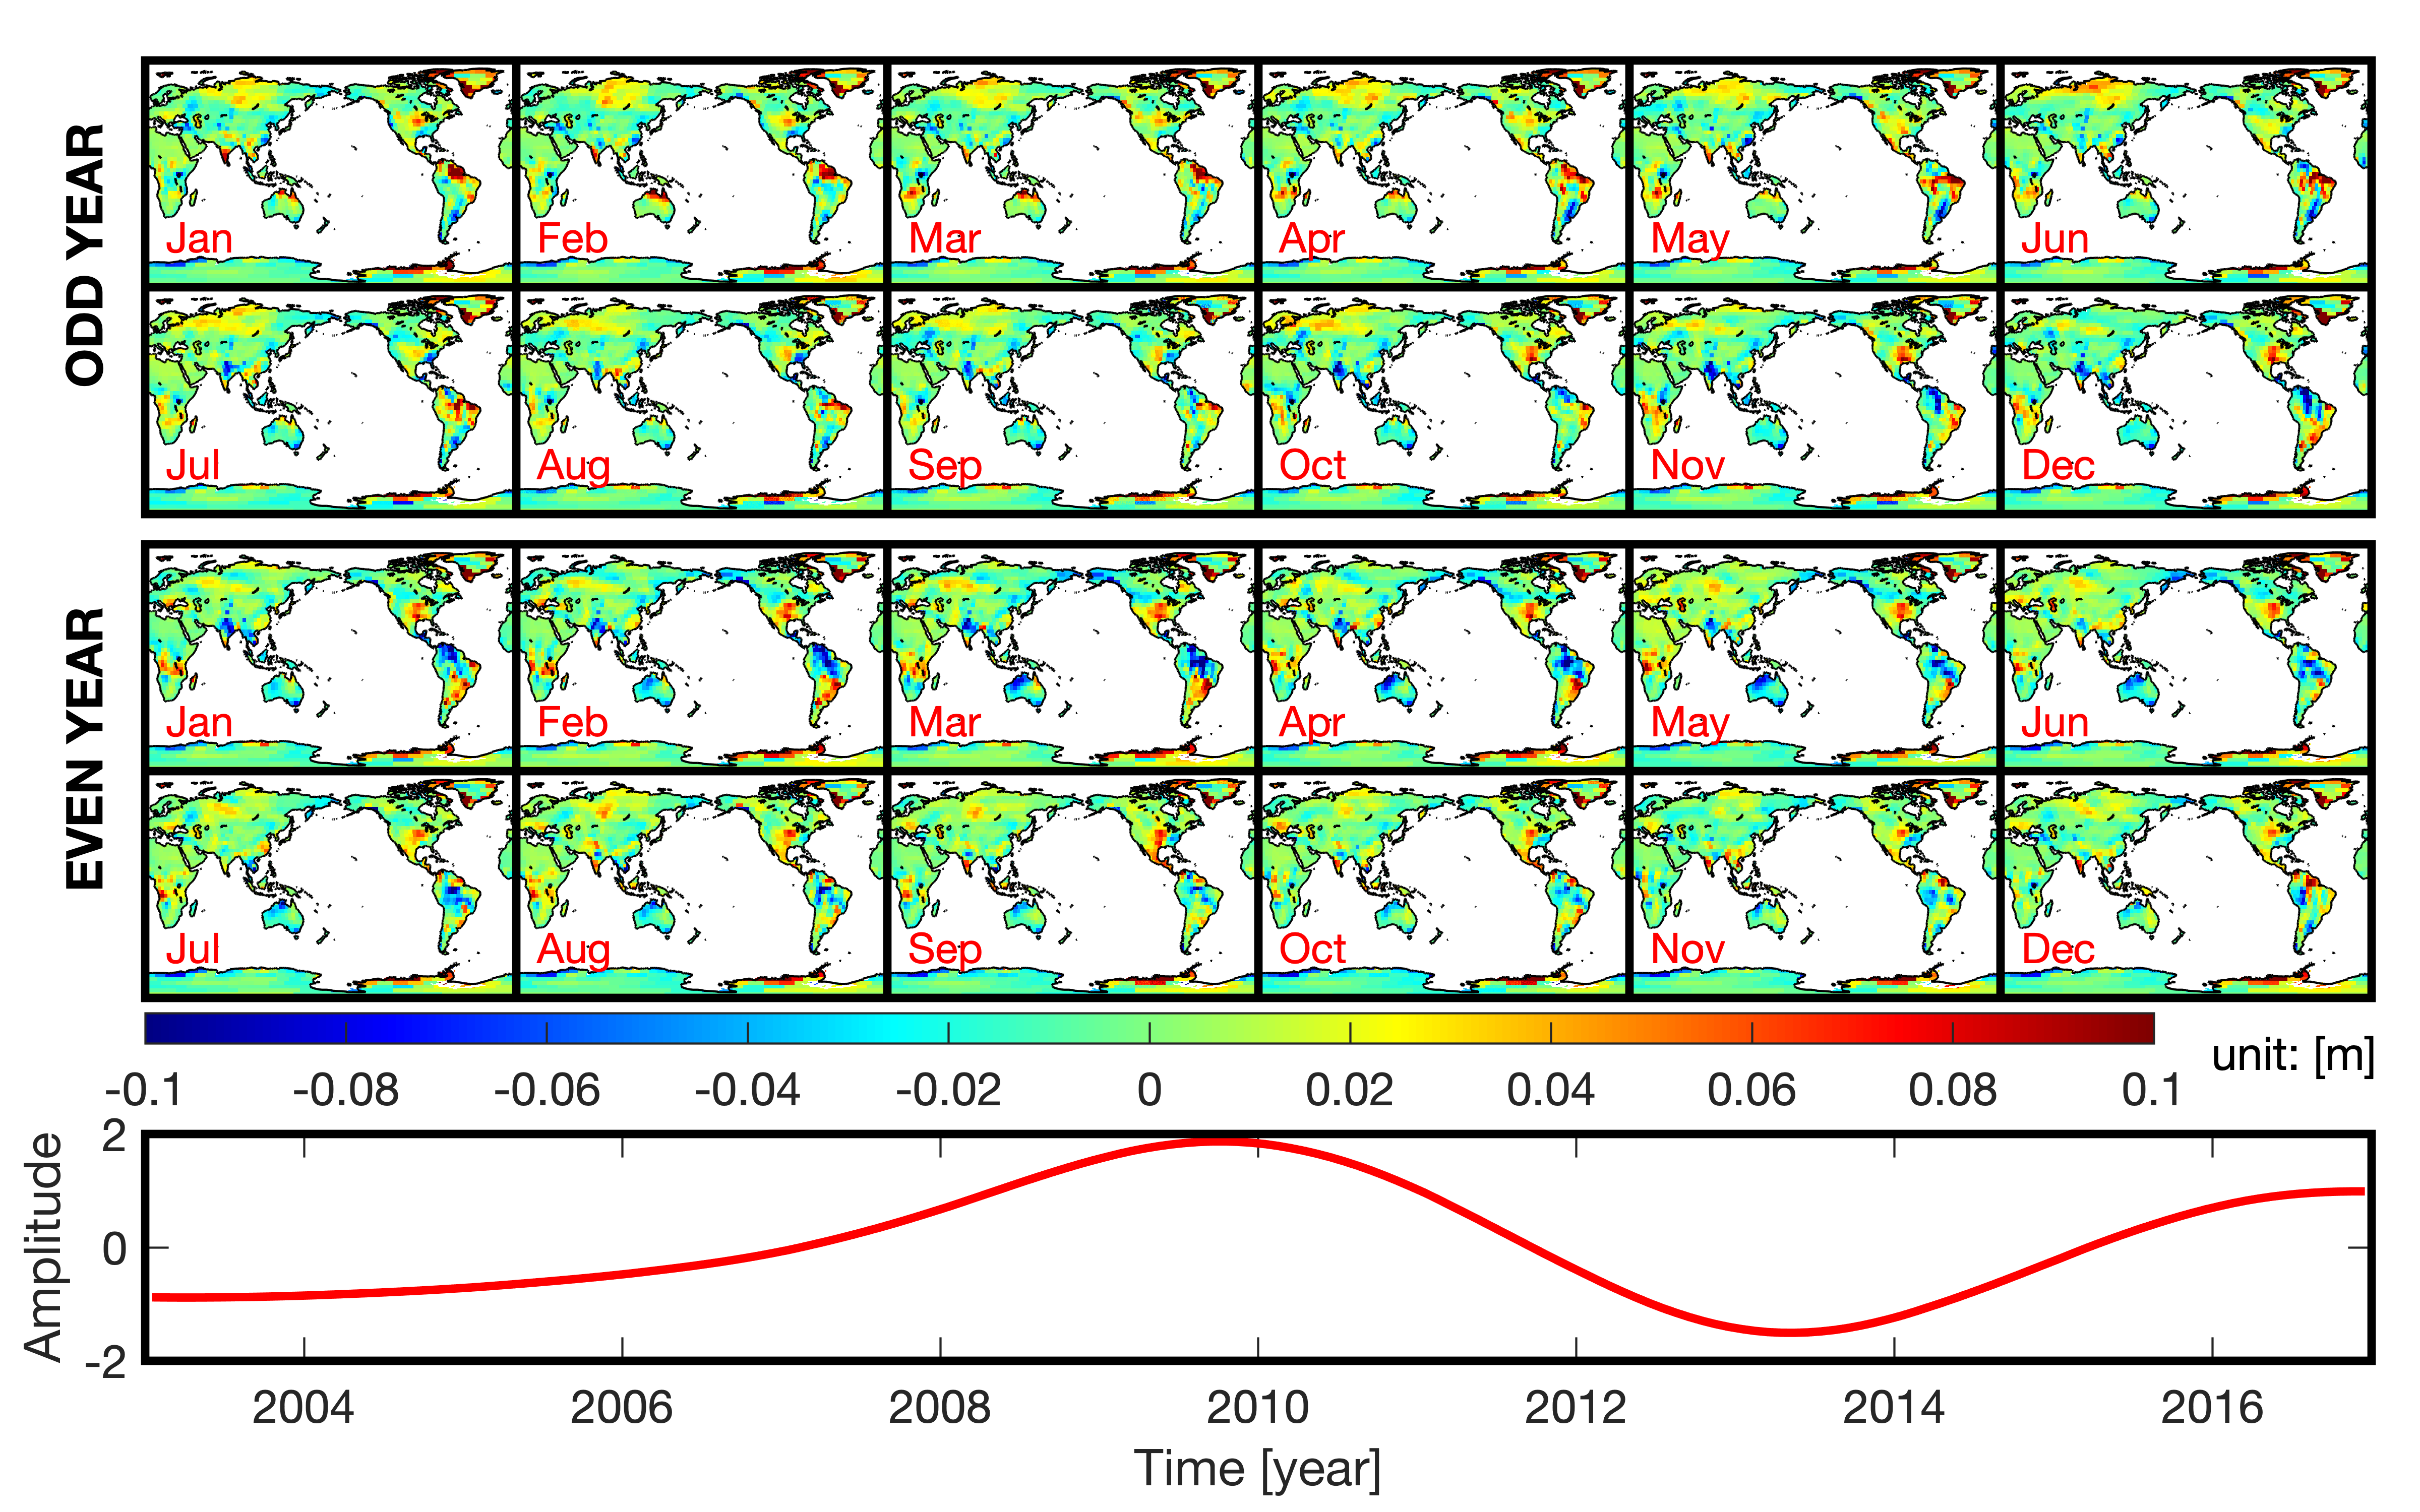 ODD YEAR
Jan Feb Mar Apr May Jun
Jul Aug Sep Oct Nov Dec
EVEN YEAR
Jan Feb Mar Apr May Jun
Jul Aug Sep Oct Nov Dec
unit: [m]
-0.1 -0.08 -0.06 -0.04 -0.02 0 0.02 0.04 0.06 0.08 0.1
Amplitude
2
0
-2
2004 2006 2008 2010 2012 2014 2016
Time [year]